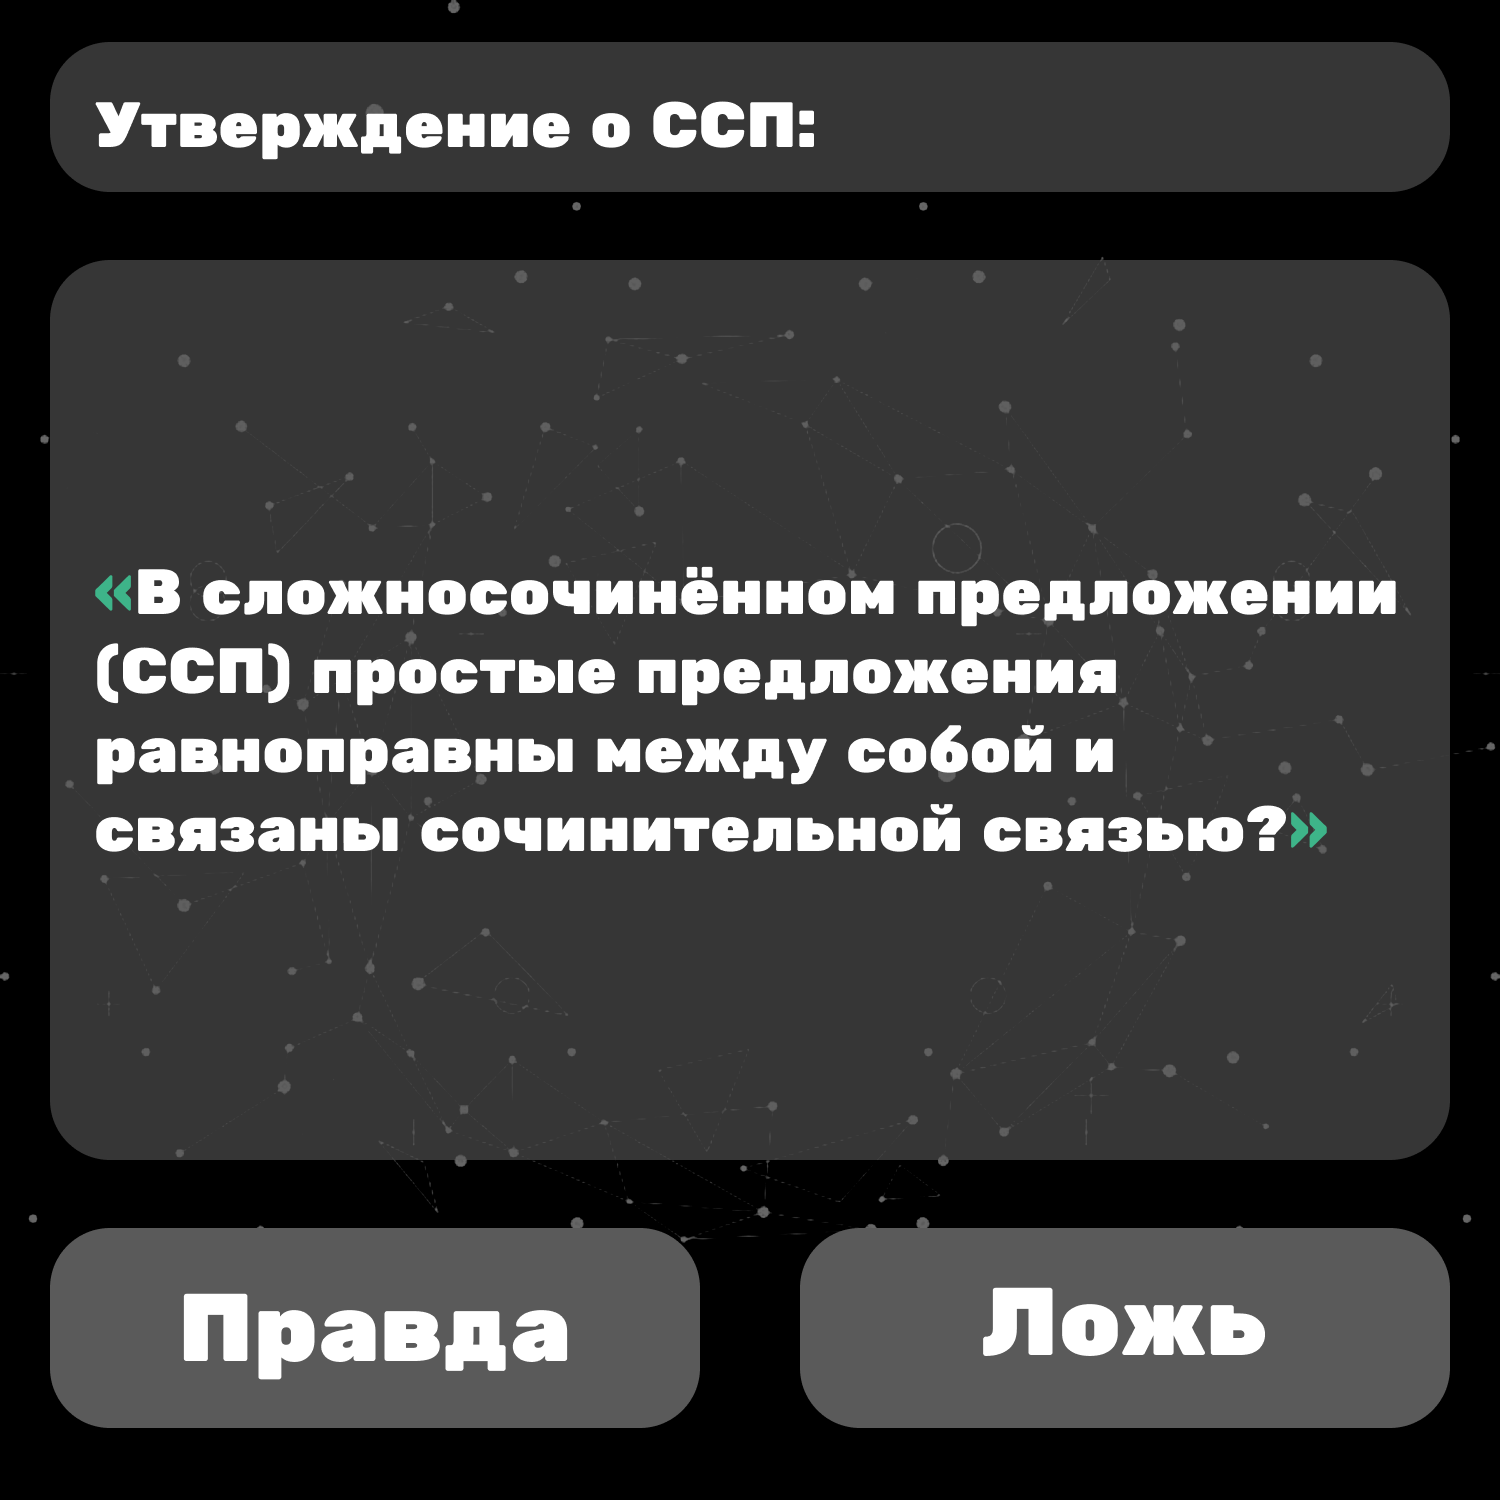 Утверждение о ССП:
«В сложносочинённом предложении
(ССП) простые предложения
равноправны между собой и
связаны сочинительной связью?»
Правда
Ложь